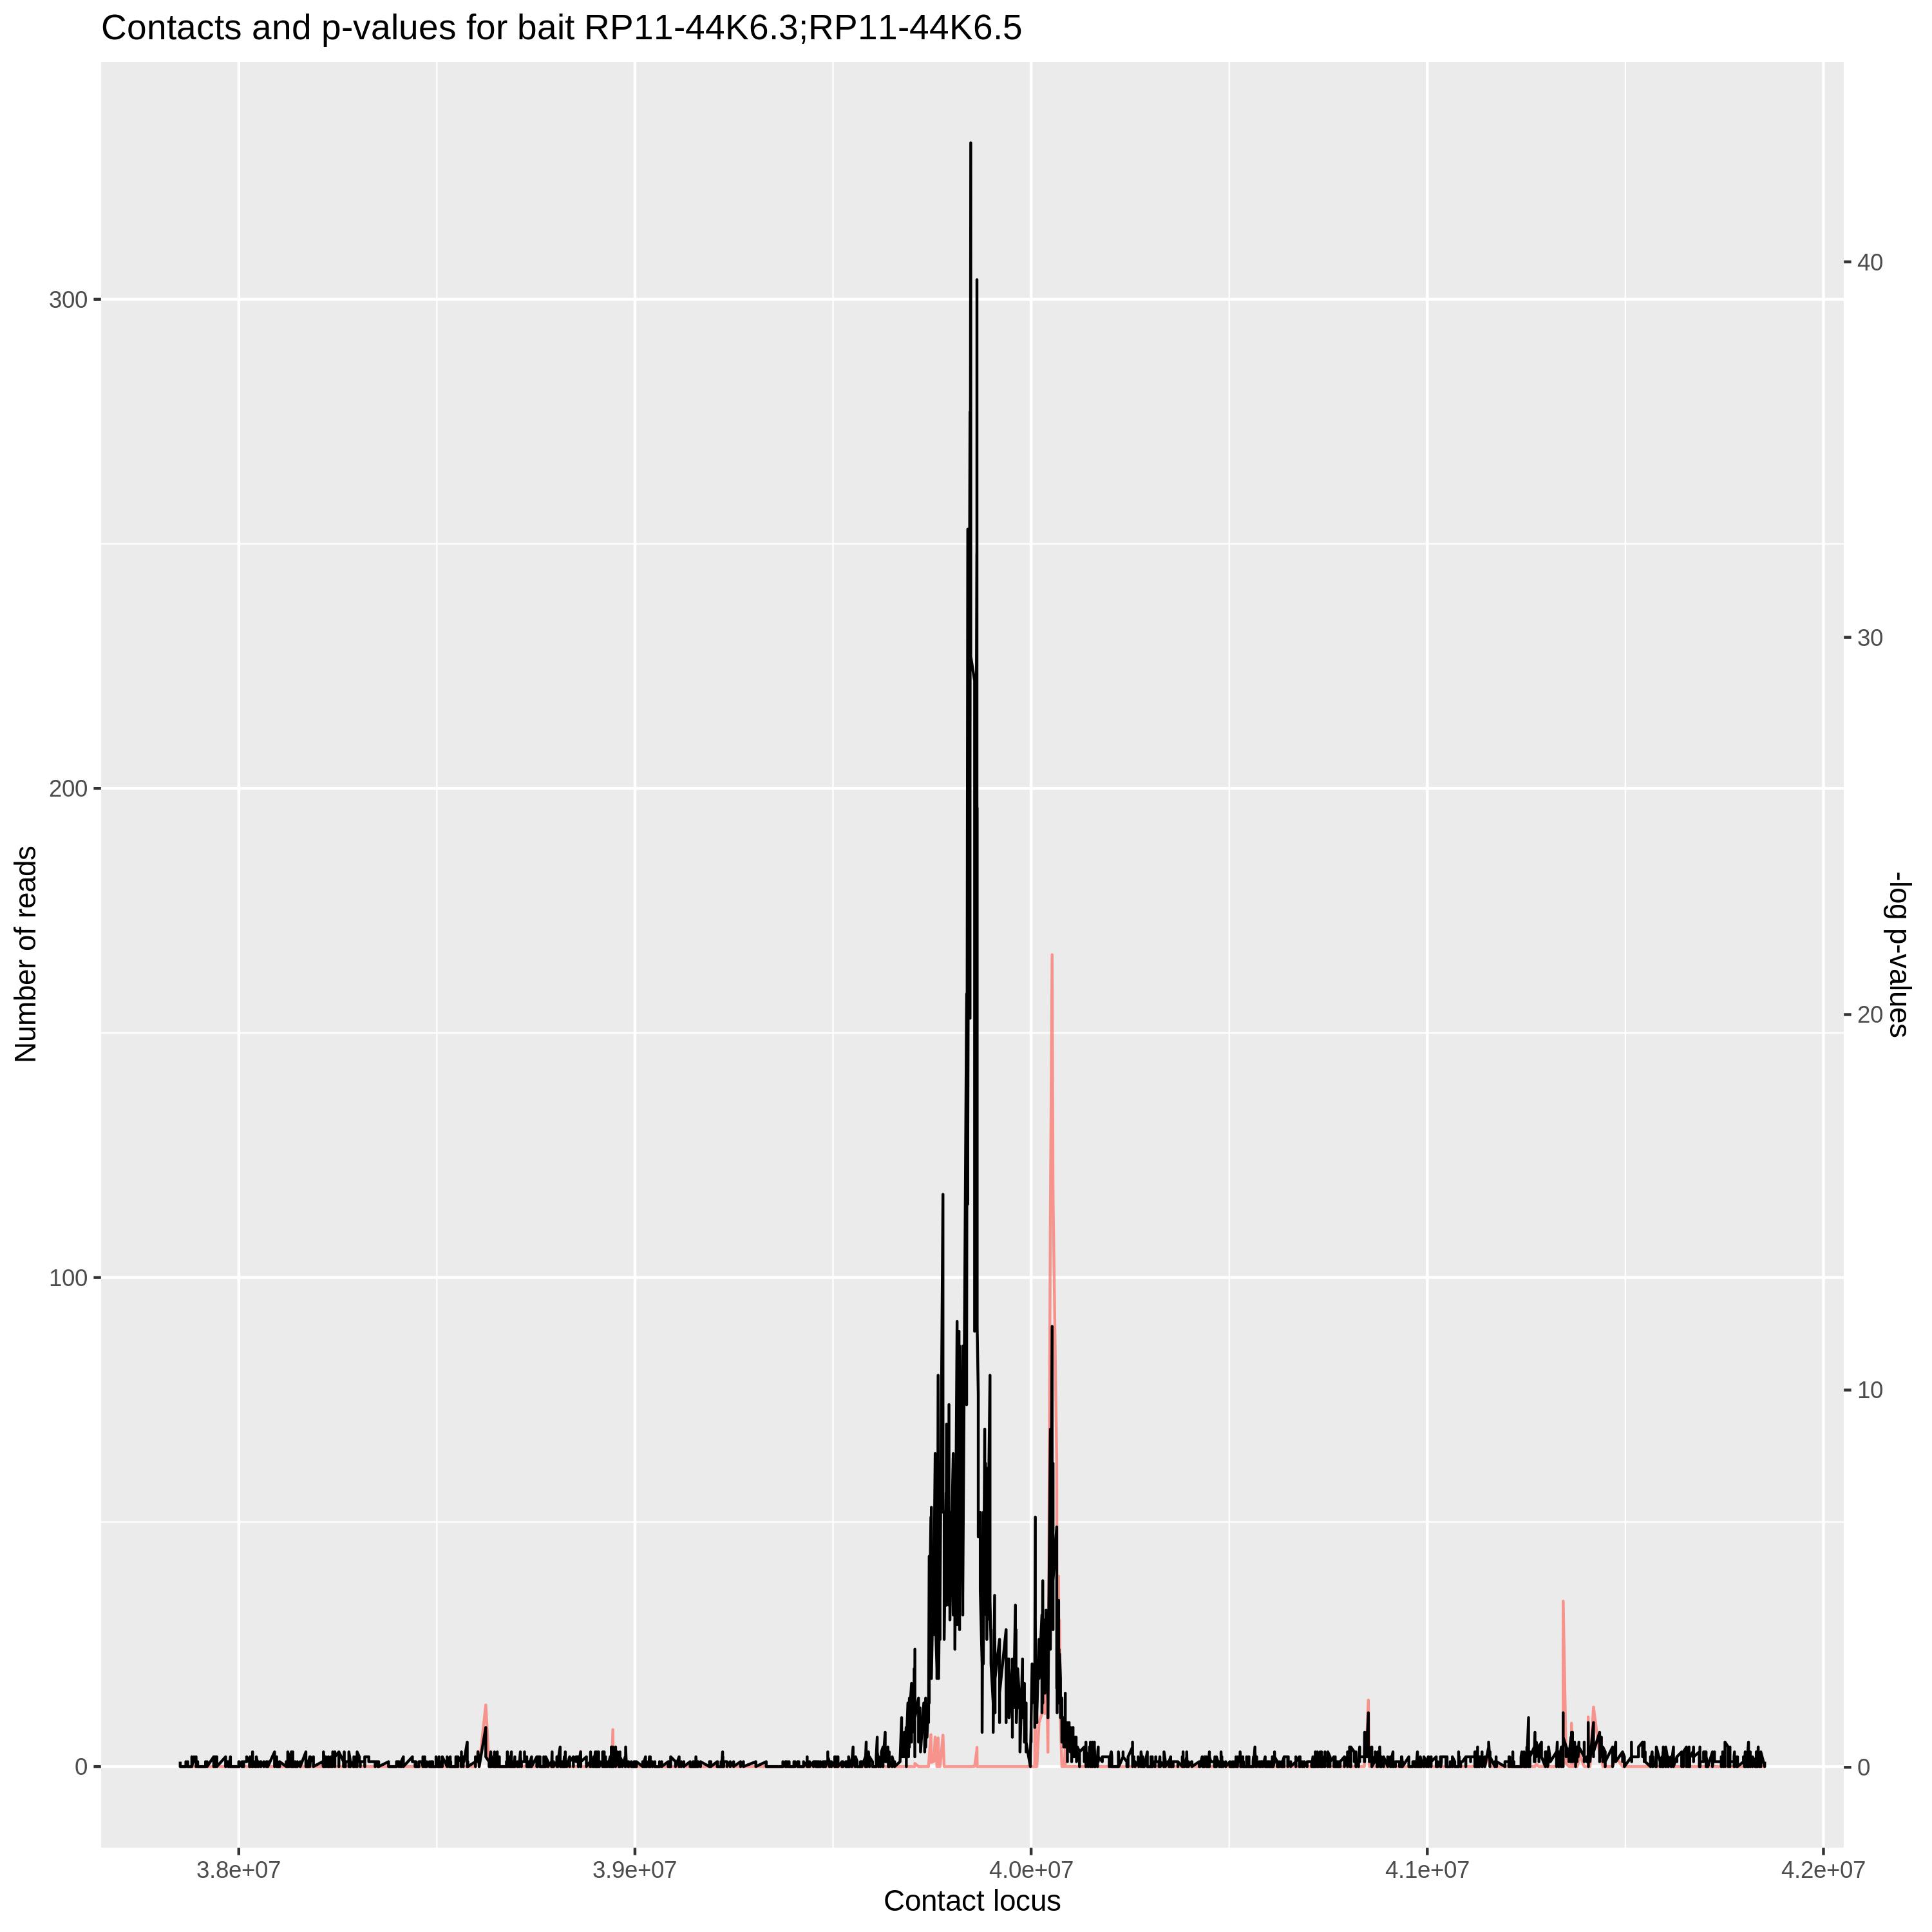 Contacts and p-values for bait RP11-44K6.3;RP11-44K6.5
Number of reads
300
200
100
0
-log p-values
40
30
20
10
0
3.8e+07
3.9e+07
4.0e+07
4.1e+07
4.2e+07
Contact locus